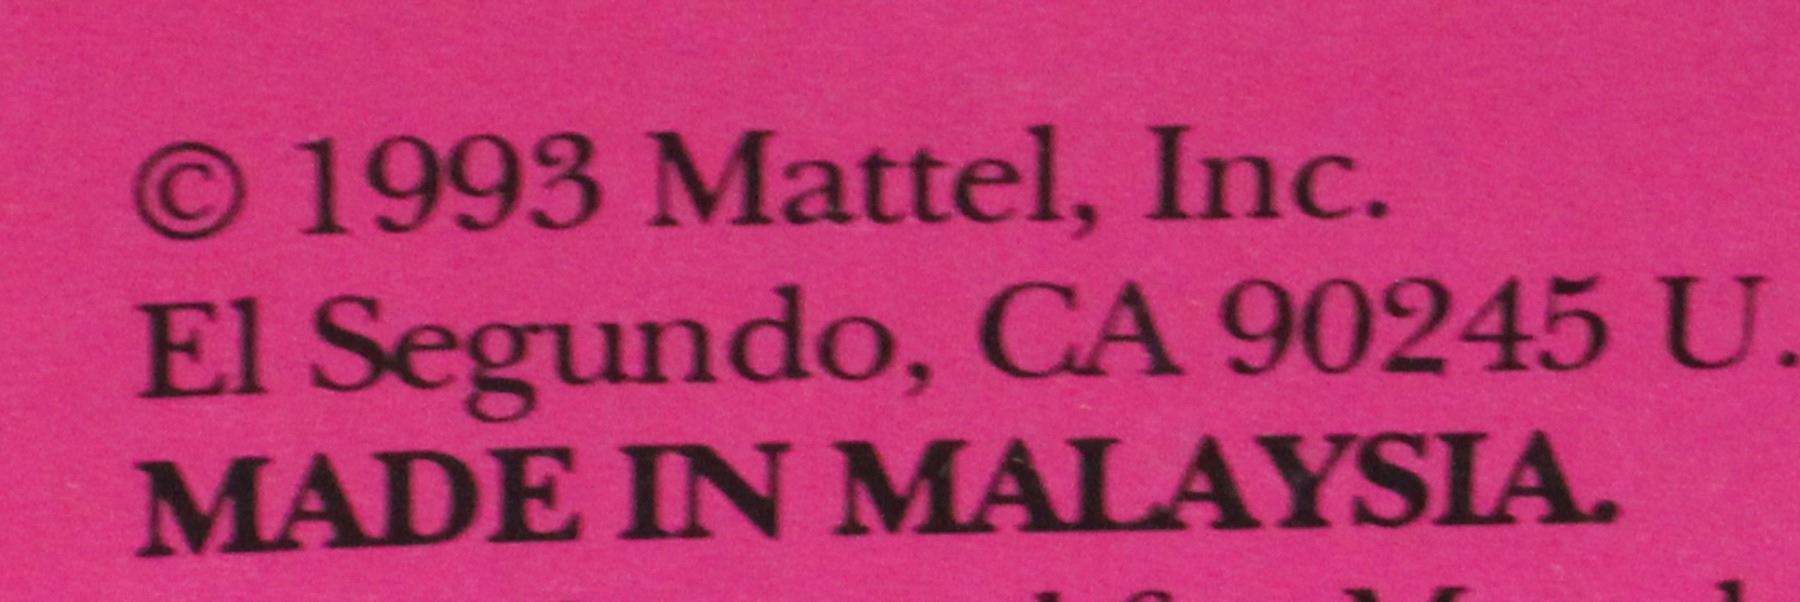 © 1993 Mattel, Inc.
El Segundo, CA 90245 U.
MADE IN MALAYSIA.